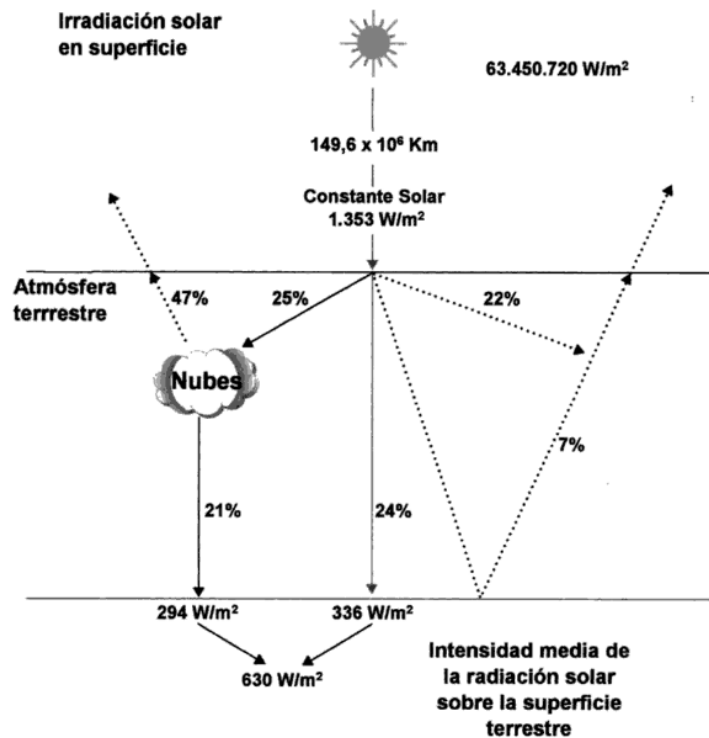 Irradiación solar
en superficie
63.450.720 W/m²
149,6 x 10⁶ Km
Constante Solar
1.353 W/m²
Atmósfera
terrrestre
47%
25%
22%
Nubes
7%
21%
24%
294 W/m²
336 W/m²
630 W/m²
Intensidad media de
la radiación solar
sobre la superficie
terrestre